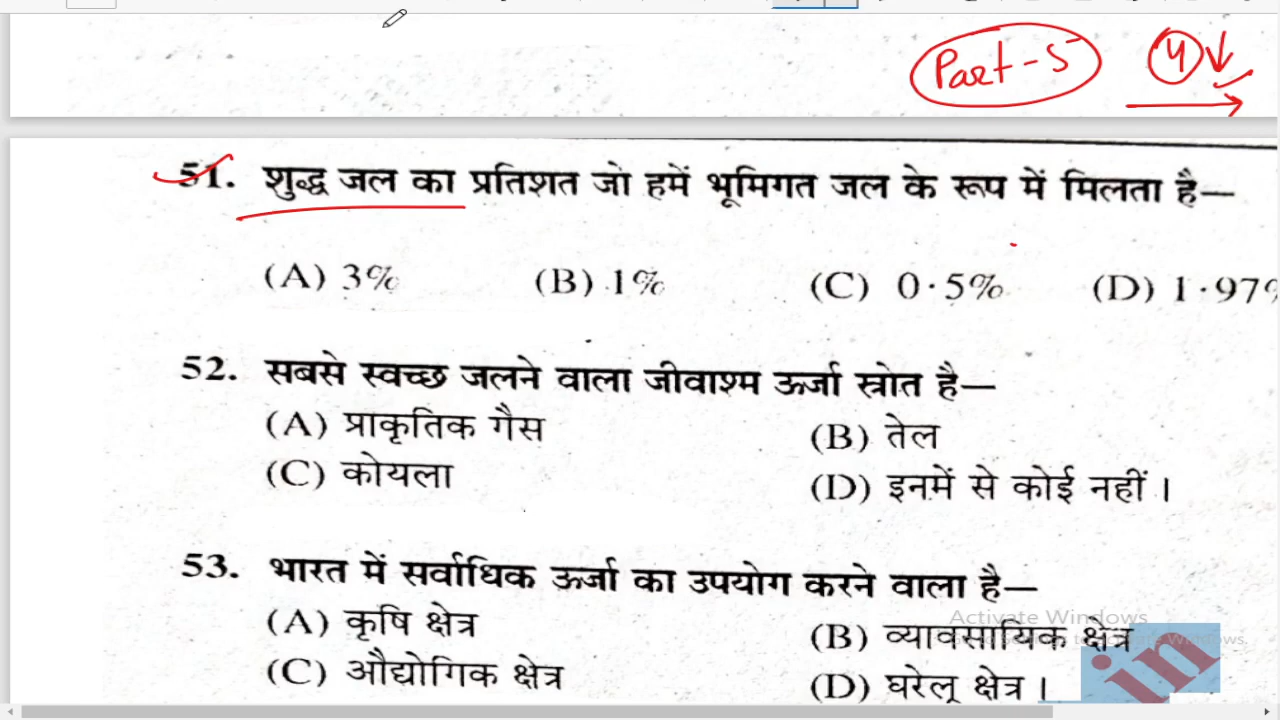 Part-5 4
51. शुद्ध जल का प्रतिशत जो हमें भूमिगत जल के रूप में मिलता है—
(A) 3% (B) 1% (C) 0·5% (D) 1·97%
52. सबसे स्वच्छ जलने वाला जीवाश्म ऊर्जा स्रोत है—
(A) प्राकृतिक गैस (B) तेल
(C) कोयला (D) इनमें से कोई नहीं ।
53. भारत में सर्वाधिक ऊर्जा का उपयोग करने वाला है—
Activate Windows
(A) कृषि क्षेत्र (B) व्यावसायिक क्षेत्र
(C) औद्योगिक क्षेत्र (D) घरेलू क्षेत्र ।
in